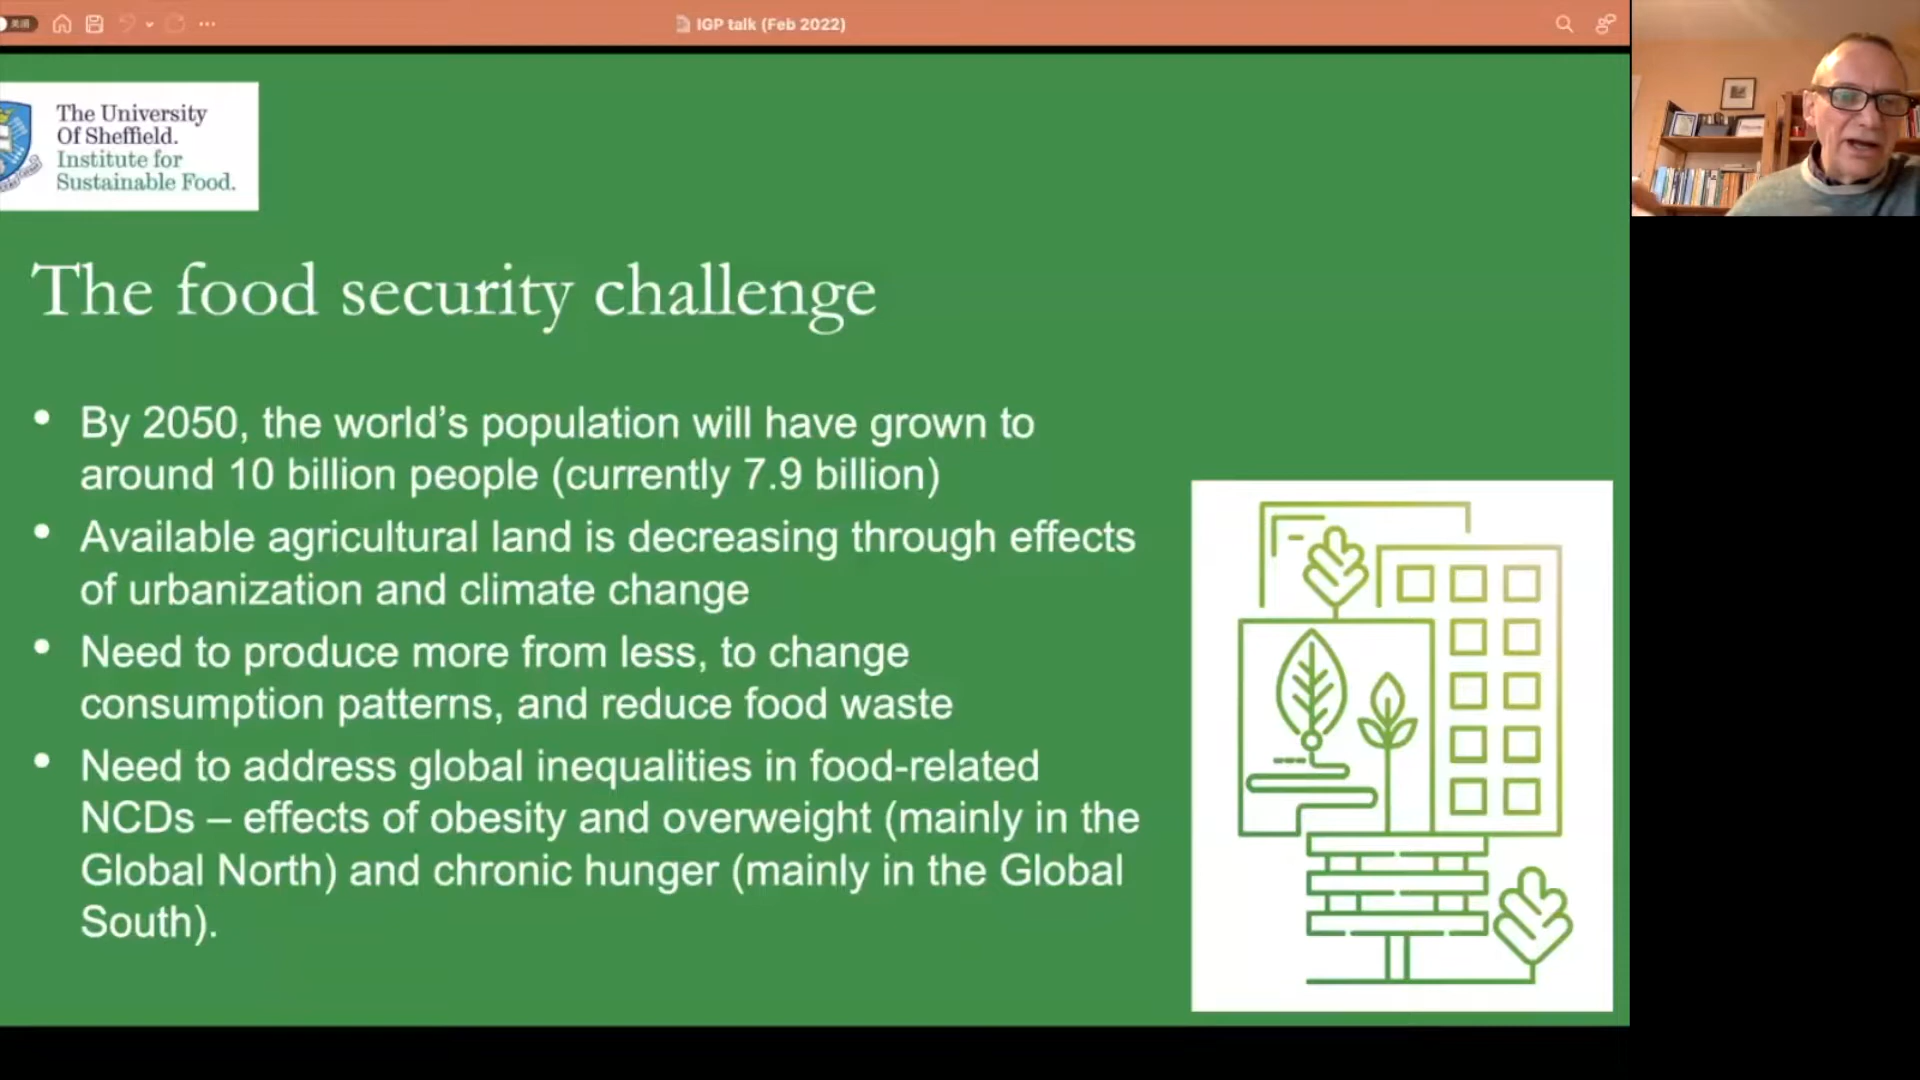 IGP talk (Feb 2022)
The University
Of Sheffield.
Institute for
Sustainable Food.
The food security challenge
• By 2050, the world's population will have grown to
around 10 billion people (currently 7.9 billion)
• Available agricultural land is decreasing through effects
of urbanization and climate change
• Need to produce more from less, to change
consumption patterns, and reduce food waste
• Need to address global inequalities in food-related
NCDs – effects of obesity and overweight (mainly in the
Global North) and chronic hunger (mainly in the Global
South).